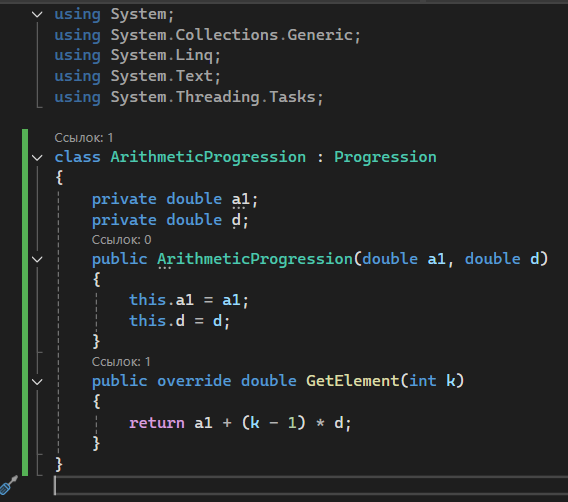 using System;
using System.Collections.Generic;
using System.Linq;
using System.Text;
using System.Threading.Tasks;
Ссылок: 1
class ArithmeticProgression : Progression
{
private double a1;
private double d;
Ссылок: 0
public ArithmeticProgression(double a1, double d)
{
this.a1 = a1;
this.d = d;
}
Ссылок: 1
public override double GetElement(int k)
{
return a1 + (k - 1) * d;
}
}